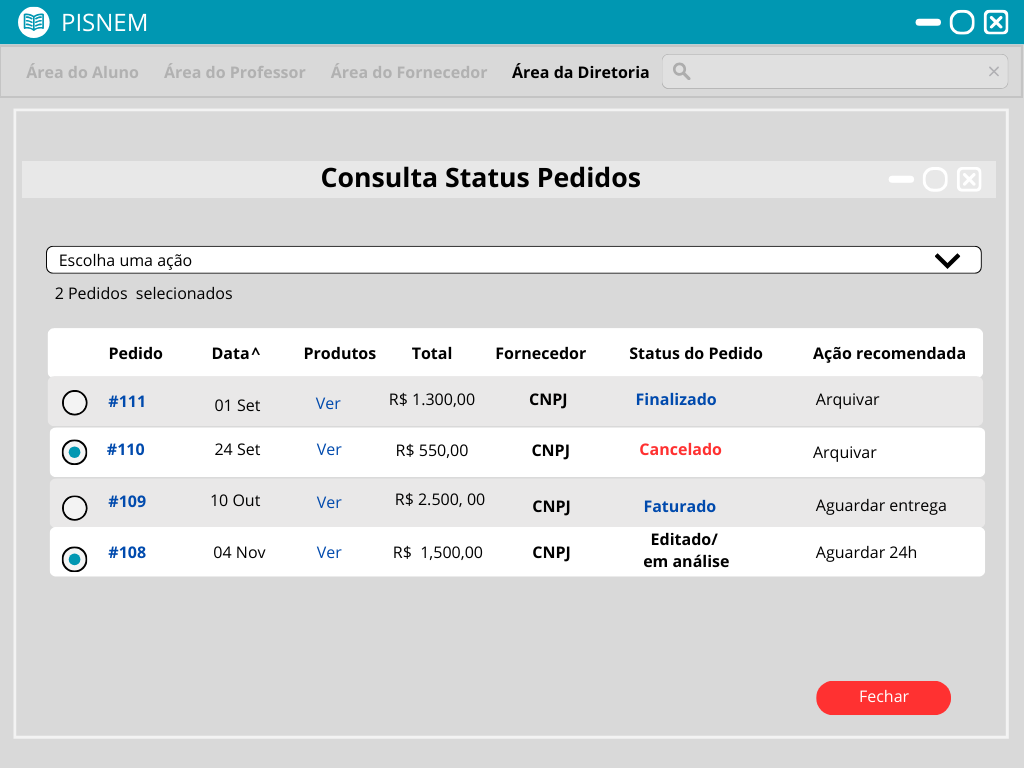 PISNEM
Área do Aluno Área do Professor Área do Fornecedor Área da Diretoria
Consulta Status Pedidos
Escolha uma ação
2 Pedidos selecionados
Pedido Data^ Produtos Total Fornecedor Status do Pedido Ação recomendada
#111 01 Set Ver R$ 1.300,00 CNPJ Finalizado Arquivar
#110 24 Set Ver R$ 550,00 CNPJ Cancelado Arquivar
#109 10 Out Ver R$ 2.500, 00 CNPJ Faturado Aguardar entrega
#108 04 Nov Ver R$ 1,500,00 CNPJ Editado/ em análise Aguardar 24h
Fechar